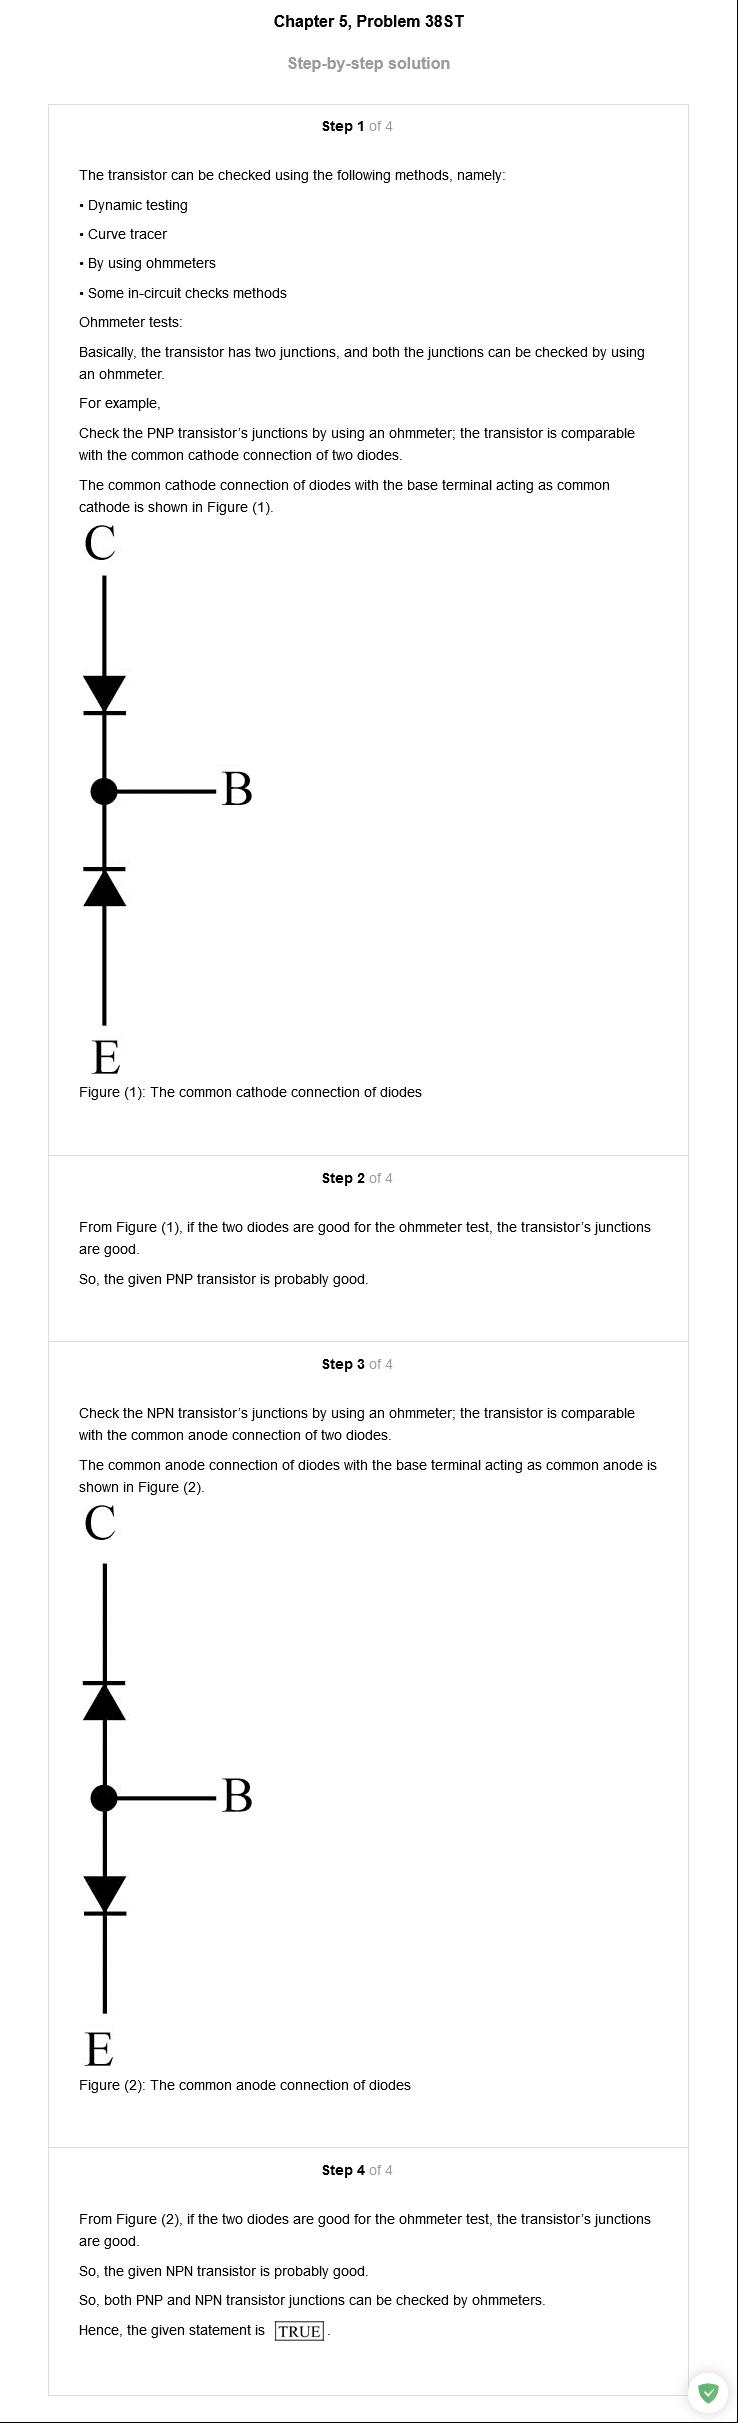 Chapter 5, Problem 38ST
Step-by-step solution
Step 1 of 4
The transistor can be checked using the following methods, namely:
• Dynamic testing
• Curve tracer
• By using ohmmeters
• Some in-circuit checks methods
Ohmmeter tests:
Basically, the transistor has two junctions, and both the junctions can be checked by using
an ohmmeter.
For example,
Check the PNP transistor's junctions by using an ohmmeter; the transistor is comparable
with the common cathode connection of two diodes.
The common cathode connection of diodes with the base terminal acting as common
cathode is shown in Figure (1).
C
B
E
Figure (1): The common cathode connection of diodes
Step 2 of 4
From Figure (1), if the two diodes are good for the ohmmeter test, the transistor's junctions
are good.
So, the given PNP transistor is probably good.
Step 3 of 4
Check the NPN transistor's junctions by using an ohmmeter; the transistor is comparable
with the common anode connection of two diodes.
The common anode connection of diodes with the base terminal acting as common anode is
shown in Figure (2).
C
B
E
Figure (2): The common anode connection of diodes
Step 4 of 4
From Figure (2), if the two diodes are good for the ohmmeter test, the transistor's junctions
are good.
So, the given NPN transistor is probably good.
So, both PNP and NPN transistor junctions can be checked by ohmmeters.
Hence, the given statement is TRUE.